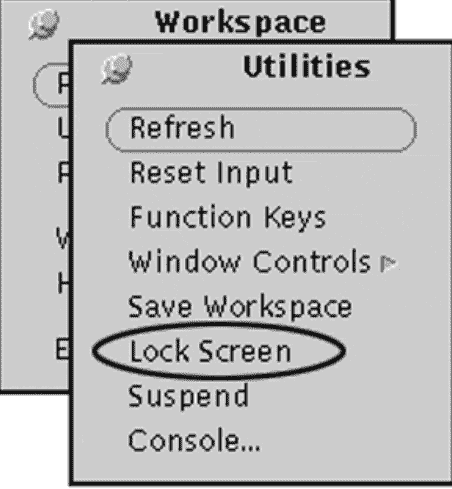 Workspace
Utilities
Refresh
Reset Input
Function Keys
Window Controls
Save Workspace
Lock Screen
Suspend
Console...